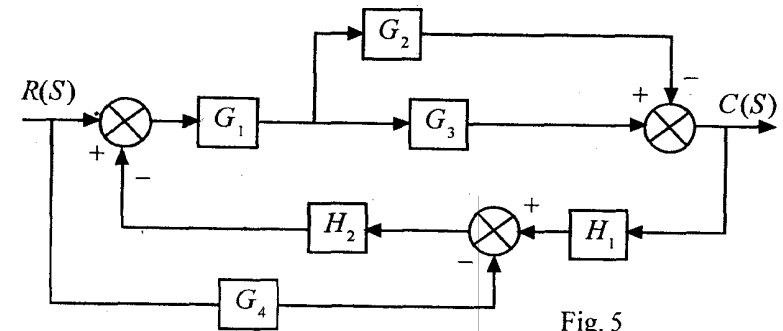 G₂
R(S)
+
−
C(S)
G₁
G₃
+
−
H₂
+
H₁
−
G₄
Fig. 5